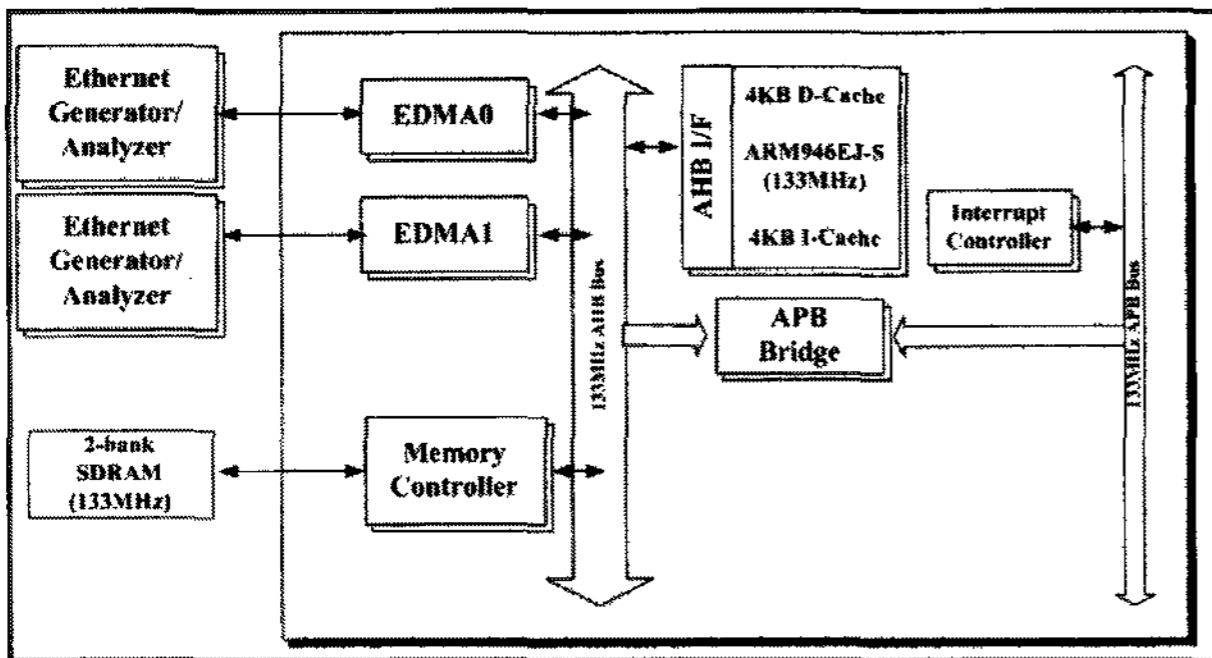 Ethernet
Generator/
Analyzer
EDMA0
4KB D-Cache
AHB I/F
ARM946EJ-S
(133MHz)
4KB I-Cache
Ethernet
Generator/
Analyzer
EDMA1
Interrupt
Controller
133MHz AHB Bus
APB
Bridge
133MHz APB Bus
2-bank
SDRAM
(133MHz)
Memory
Controller